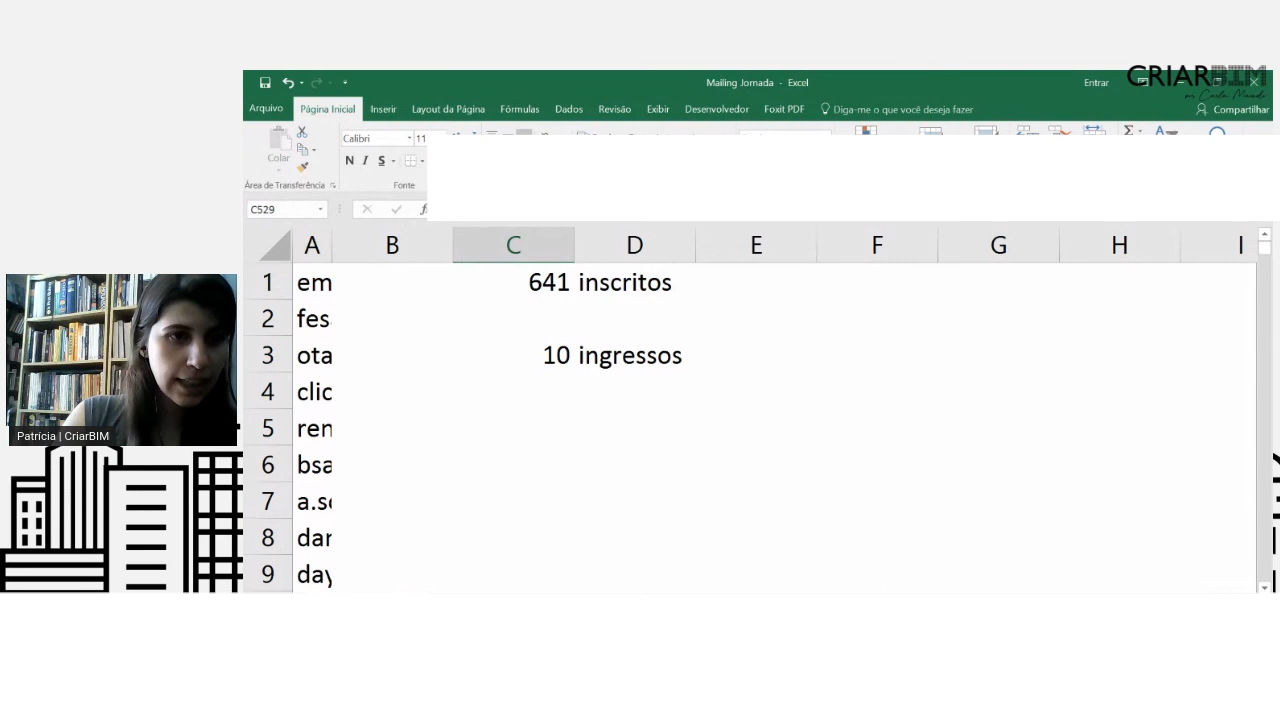 CRIARBIM
Mailing Jornada - Excel
Entrar
Arquivo Página Inicial Inserir Layout da Página Fórmulas Dados Revisão Exibir Desenvolvedor Foxit PDF Diga-me o que você deseja fazer
Compartilhar
Calibri 11
Colar
N I S
Área de Transferência Fonte
C529
A B C D E F G H I
1 em 641 inscritos
2 fes
3 ota 10 ingressos
4 clic
5 ren
6 bsa
7 a.s
8 dar
9 day
Patrícia | CriarBIM